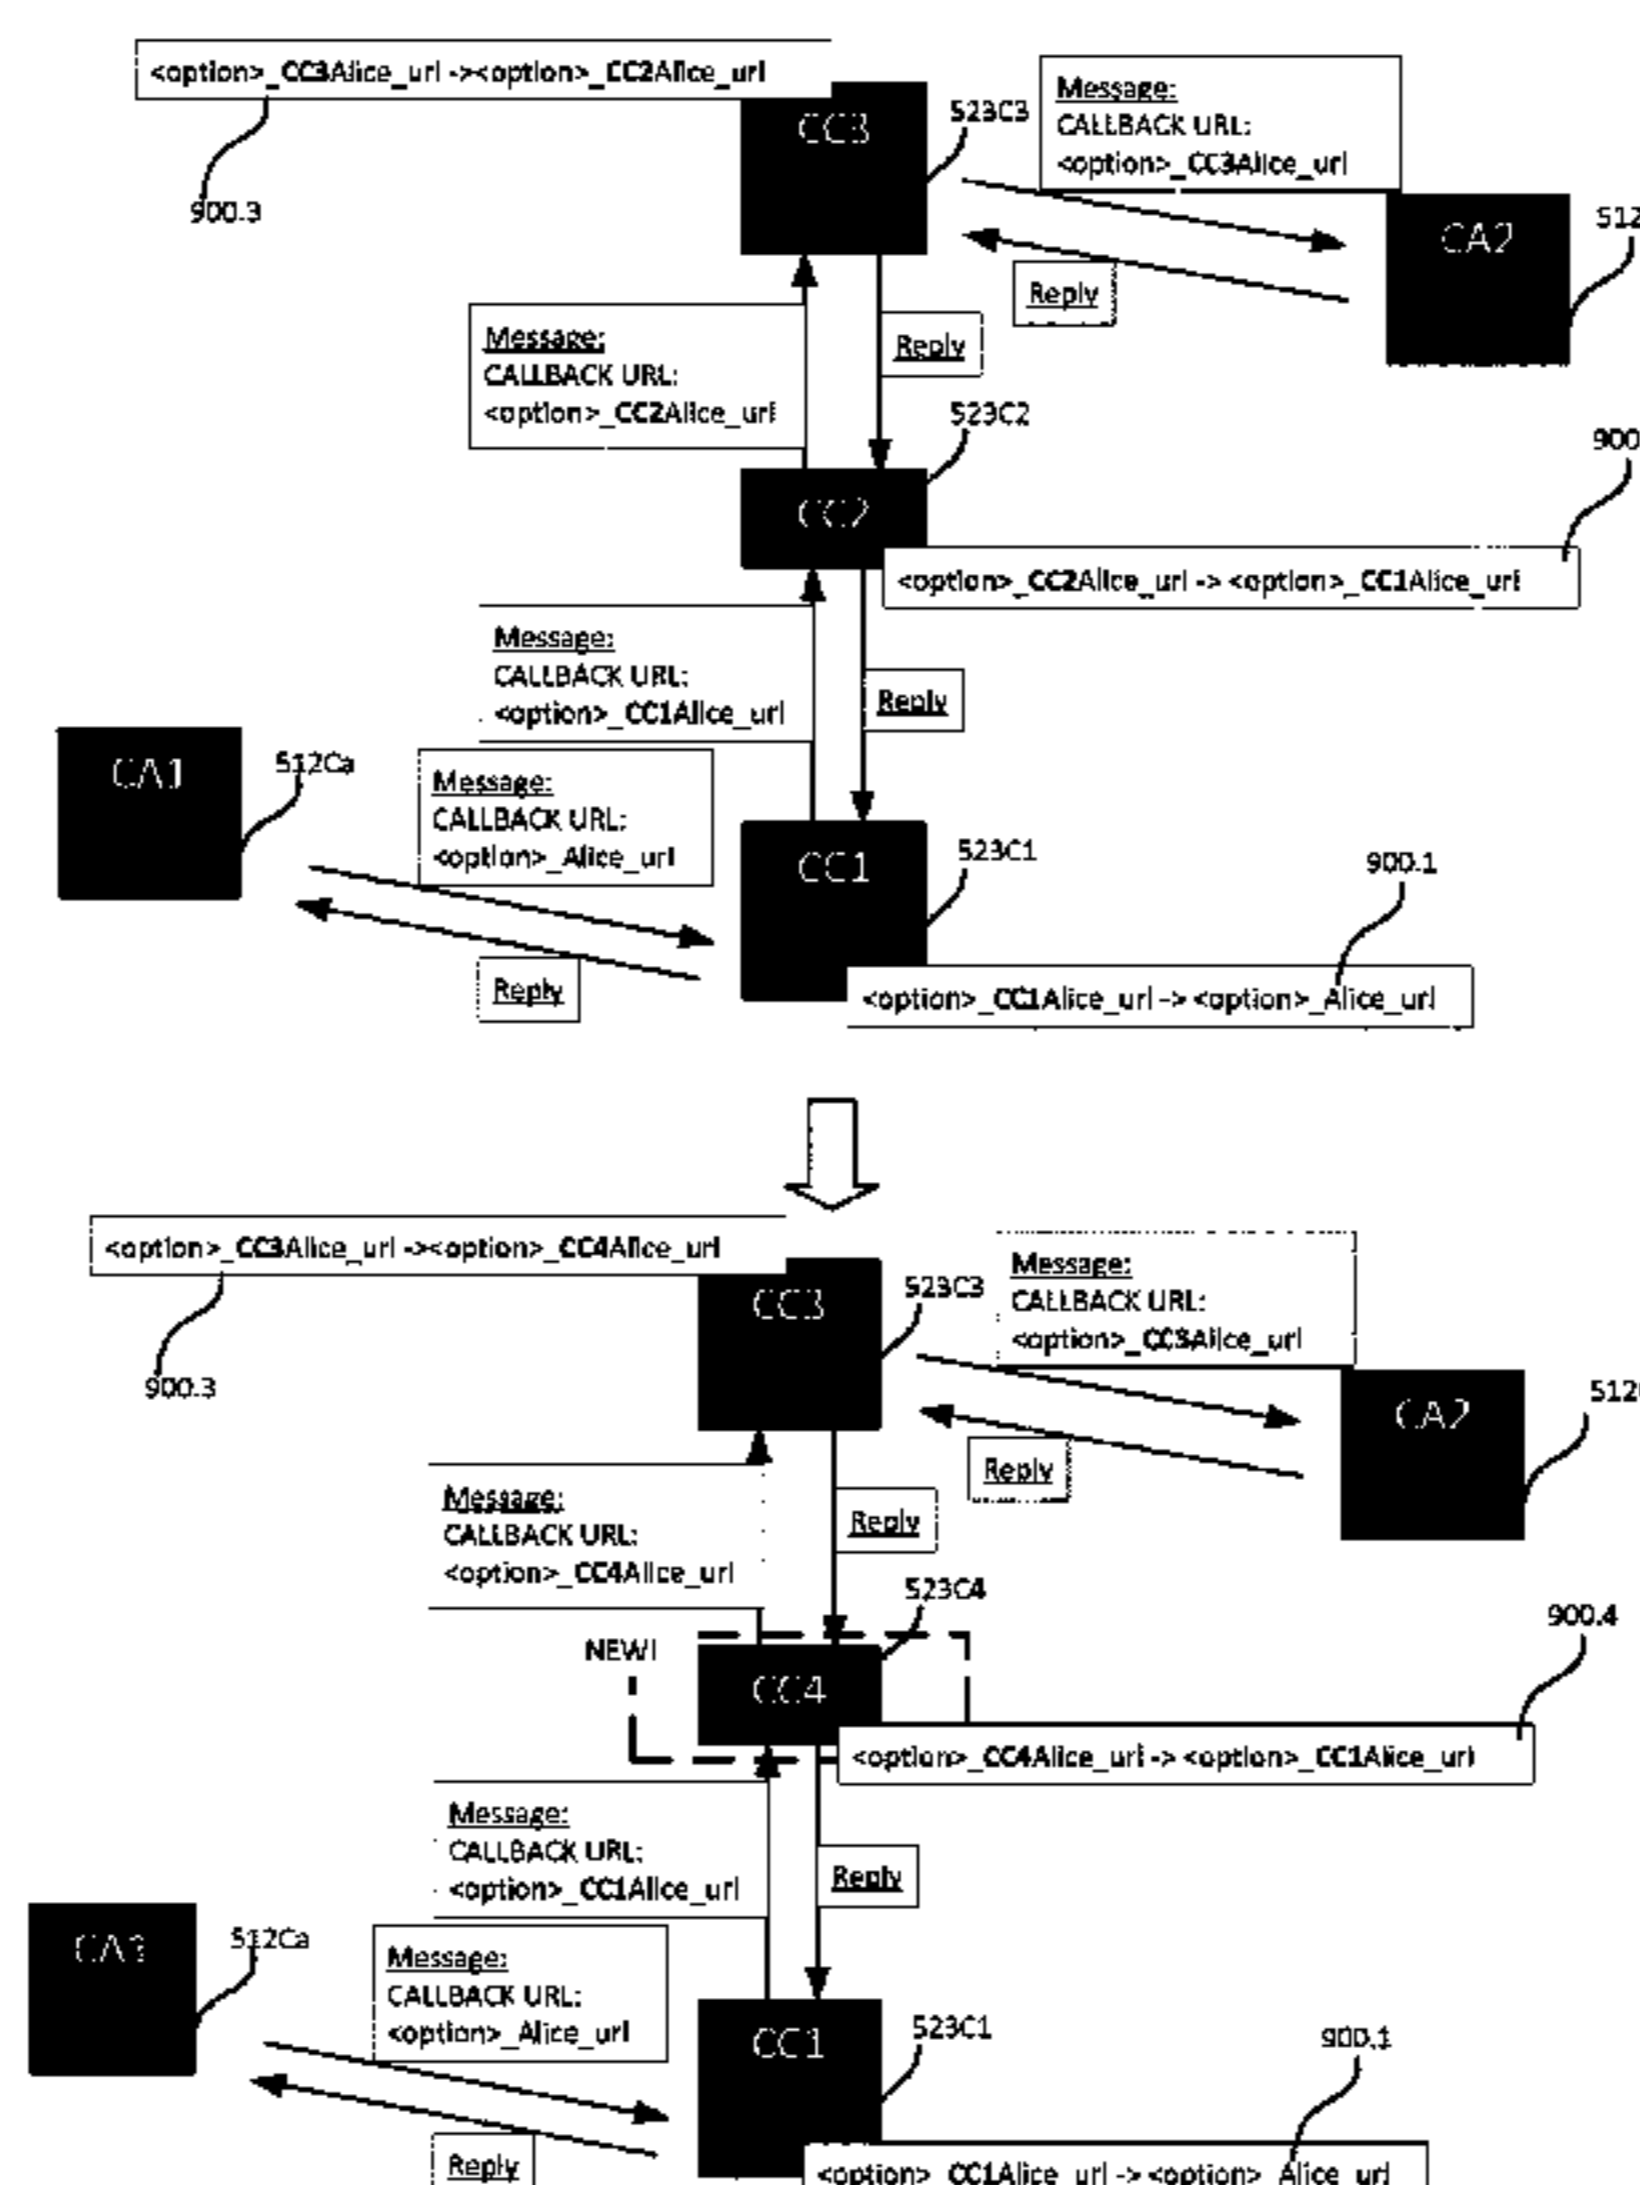 <option>_CC3Alice_url -><option>_CC2Alice_url
CC3
523C3
Message:
CALLBACK URL:
<option>_CC3Alice_url
900.3
CA2
512
Reply
Message:
CALLBACK URL:
<option>_CC2Alice_url
Reply
523C2
900
CC2
<option>_CC2Alice_url -> <option>_CC1Alice_url
Message:
CALLBACK URL:
<option>_CC1Alice_url
Reply
CA1
512Ca
Message:
CALLBACK URL:
<option>_Alice_url
CC1
523C1
900.1
Reply
<option>_CC1Alice_url -> <option>_Alice_url
<option>_CC3Alice_url -><option>_CC4Alice_url
CC3
523C3
Message:
CALLBACK URL:
<option>_CC3Alice_url
900.3
CA2
512
Reply
Message:
CALLBACK URL:
<option>_CC4Alice_url
Reply
523C4
900.4
NEW!
CC4
<option>_CC4Alice_url -> <option>_CC1Alice_url
Message:
CALLBACK URL:
<option>_CC1Alice_url
Reply
512Ca
Message:
CALLBACK URL:
<option>_Alice_url
CC1
523C1
900.1
Reply
<option>_CC1Alice_url -> <option>_Alice_url